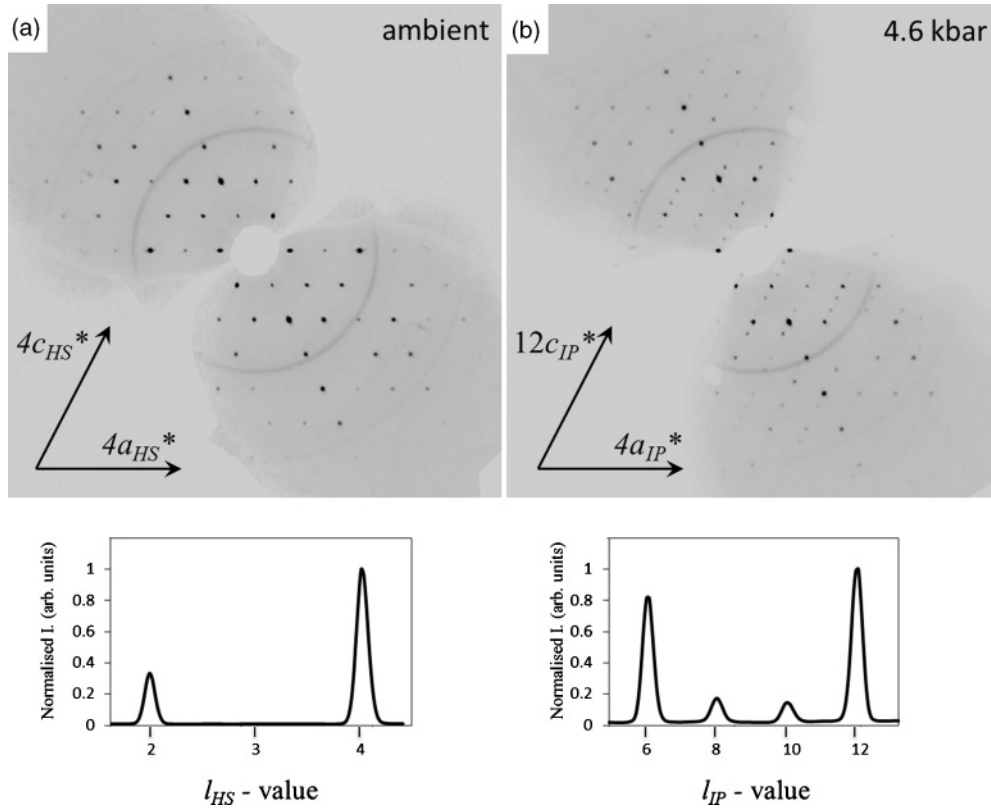 (a)
ambient
4c_HS*
4a_HS*
(b)
4.6 kbar
12c_IP*
4a_IP*
Normalised I. (arb. units)
1
0.8
0.6
0.4
0.2
0
2
3
4
l_HS - value
Normalised I. (arb. units)
1
0.8
0.6
0.4
0.2
0
6
8
10
12
l_IP - value